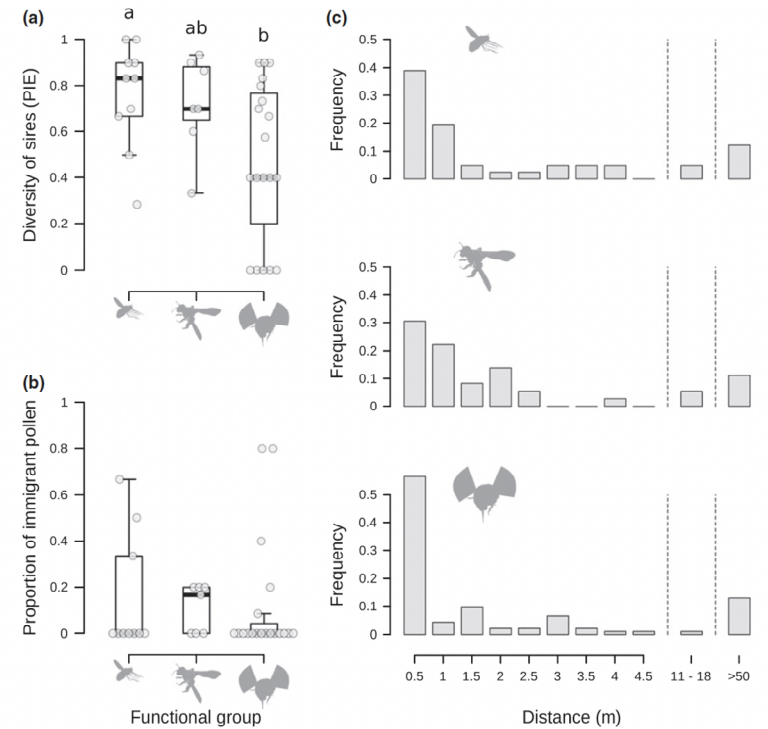 (a)
a
ab
b
Diversity of sires (PIE)
1
0.8
0.6
0.4
0.2
0
(b)
Proportion of immigrant pollen
1
0.8
0.6
0.4
0.2
0
Functional group
(c)
Frequency
0.5
0.4
0.3
0.2
0.1
0
Frequency
0.5
0.4
0.3
0.2
0.1
0
Frequency
0.5
0.4
0.3
0.2
0.1
0
0.5 1 1.5 2 2.5 3 3.5 4 4.5 11 - 18 >50
Distance (m)